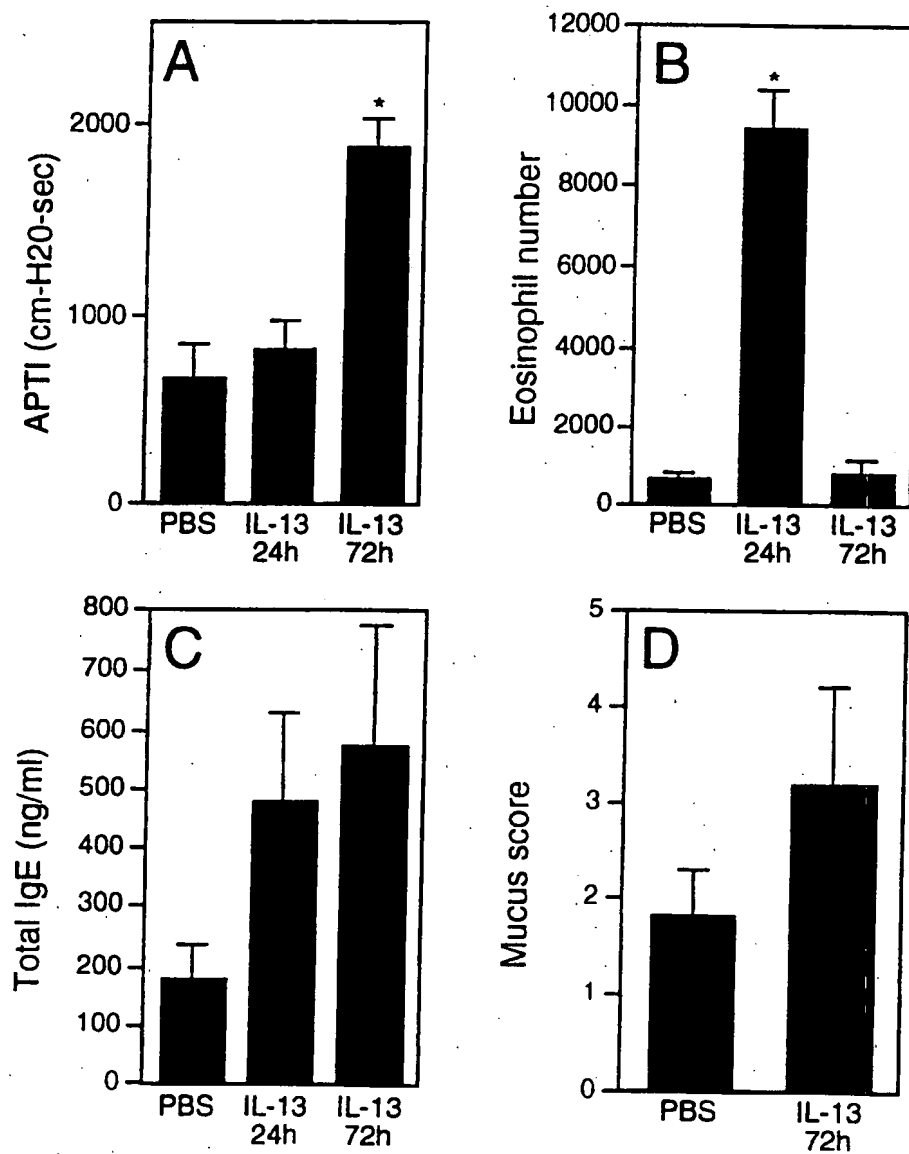 A
APTI (cm-H20-sec)
2000
1000
0
*
PBS IL-13 IL-13
24h 72h
B
Eosinophil number
12000
10000
8000
6000
4000
2000
0
*
PBS IL-13 IL-13
24h 72h
C
Total IgE (ng/ml)
800
700
600
500
400
300
200
100
0
PBS IL-13 IL-13
24h 72h
D
Mucus score
5
4
3
2
1
0
PBS IL-13
72h